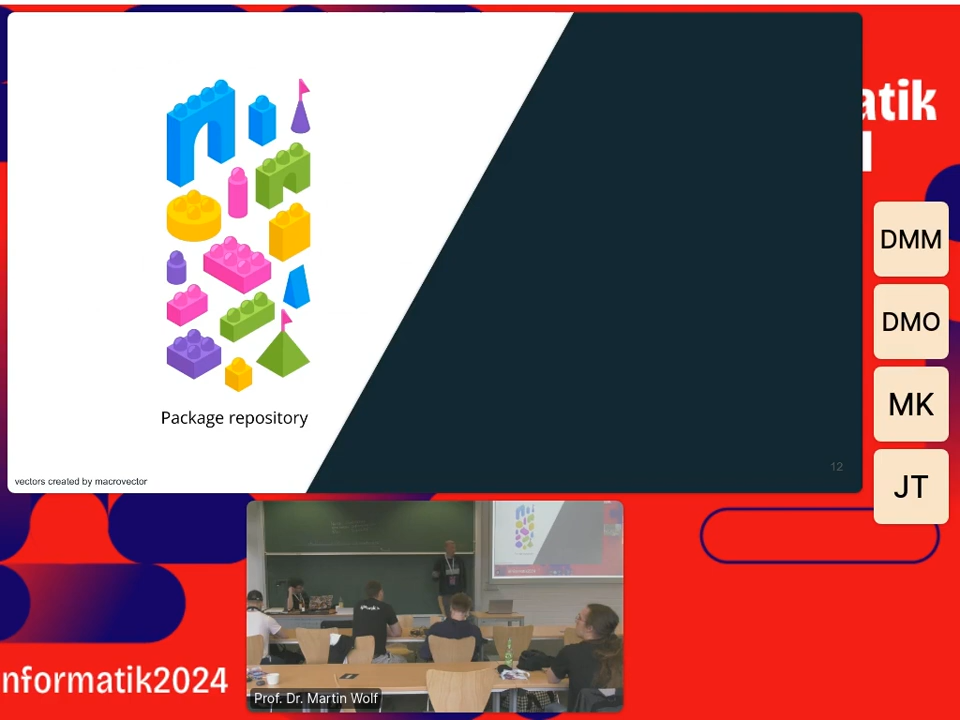 Package repository
vectors created by macrovector
12
atik
DMM
DMO
MK
JT
nformatik2024
Prof. Dr. Martin Wolf